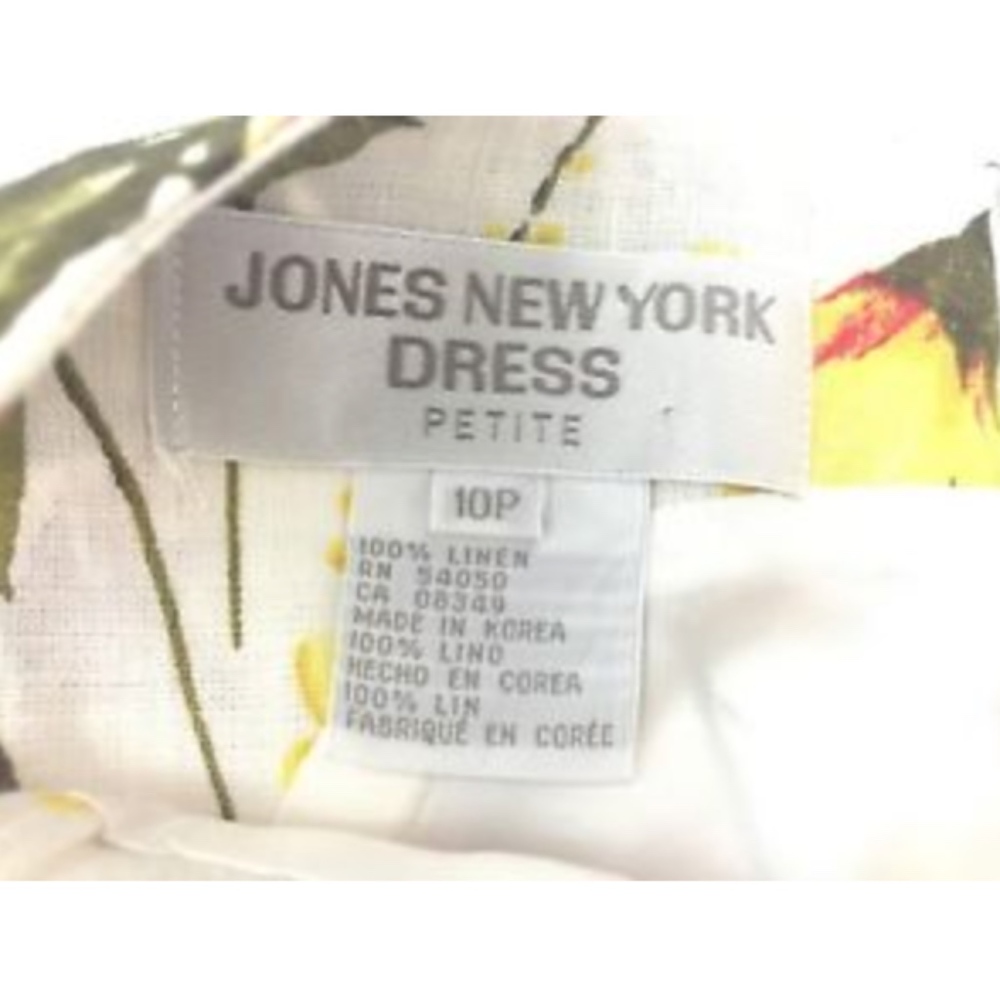 JONES NEW YORK
DRESS
PETITE
10P
100% LINEN
RN 54050
CA 08349
MADE IN KOREA
100% LINO
HECHO EN COREA
100% LIN
FABRIQUÉ EN CORÉE